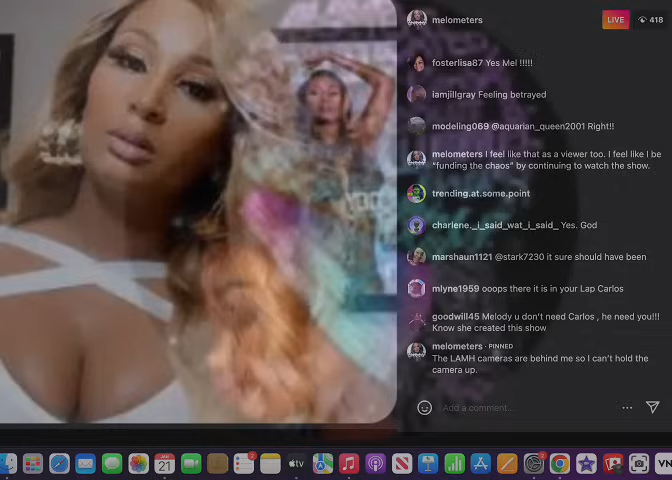 melometers
LIVE
418
fosterlisa87 Yes Mel !!!!!
iamjillgray Feeling betrayed
modeling069 @aquarian_queen2001 Right!!
melometers I feel like that as a viewer too. I feel like I be
"funding the chaos" by continuing to watch the show.
trending.at.some.point
charlene._i_said_wat_i_said_ Yes. God
marshaun1121 @stark7230 it sure should have been
mlyne1959 ooops there it is in your Lap Carlos
goodwill45 Melody u don't need Carlos , he need you!!!
Know she created this show
melometers · PINNED
The LAMH cameras are behind me so I can't hold the
camera up.
Add a comment...
JAN
21
tv
VN